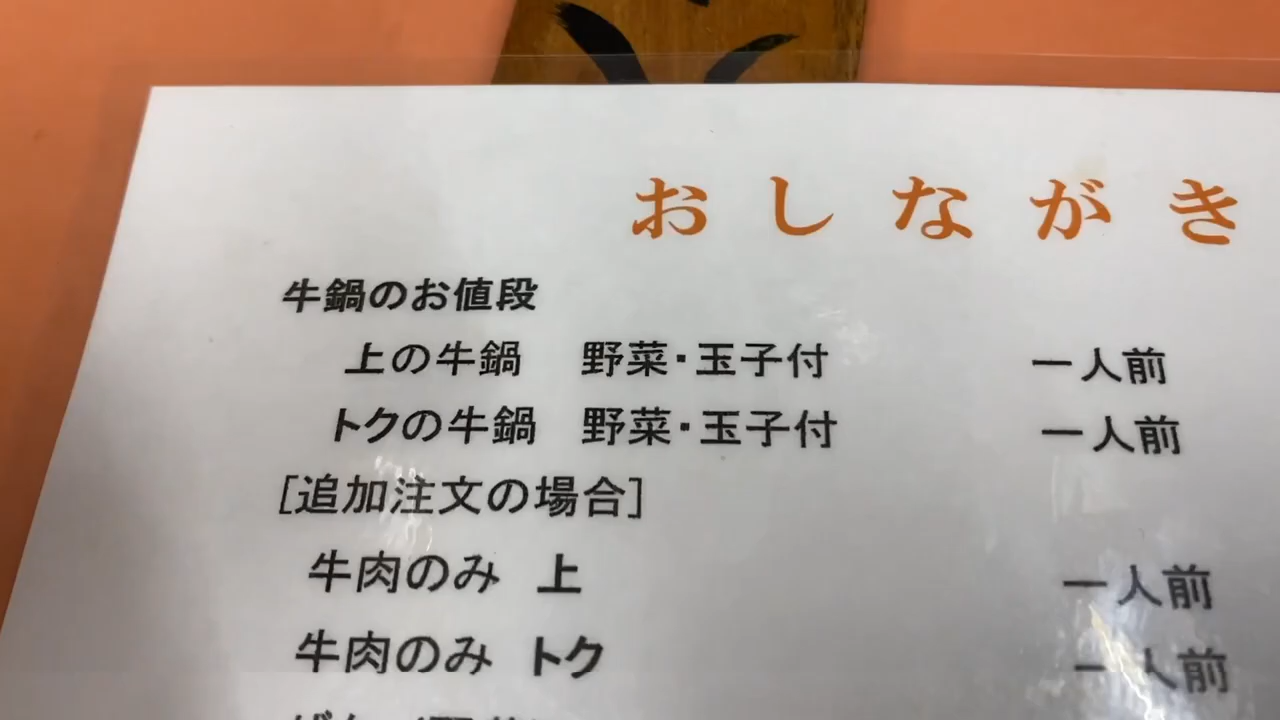 おしながき
牛鍋のお値段
上の牛鍋 野菜・玉子付 一人前
トクの牛鍋 野菜・玉子付 一人前
[追加注文の場合]
牛肉のみ 上 一人前
牛肉のみ トク 一人前